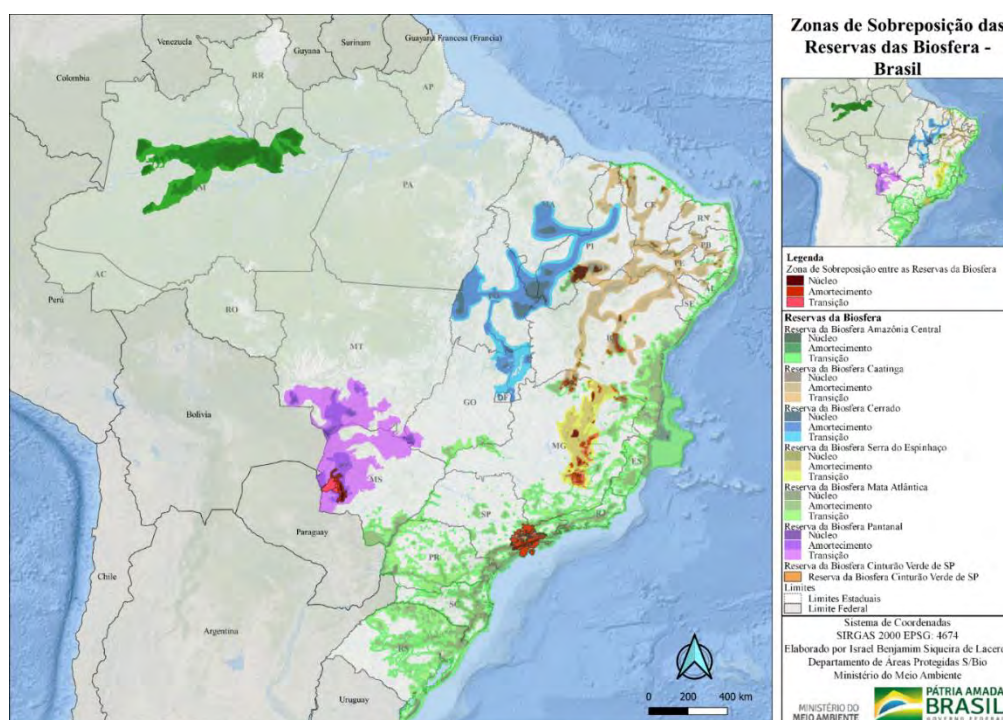 Zonas de Sobreposição das
Reservas das Biosfera -
Brasil
Venezuela
Guyana
Surinam
Guayana Francesa (Francia)
Colombia
RR
AP
AM
PA
MA
CE
RN
PB
PI
PE
AL
SE
AC
RO
TO
BA
Perú
MT
Bolivia
GO
DF
MG
ES
MS
SP
RJ
Paraguay
PR
SC
Chile
Argentina
RS
Uruguay
0 200 400 km
Legenda
Zona de Sobreposição entre as Reservas da Biosfera
Núcleo
Amortecimento
Transição
Reservas da Biosfera
Reserva da Biosfera Amazônia Central
Núcleo
Amortecimento
Transição
Reserva da Biosfera Caatinga
Núcleo
Amortecimento
Transição
Reserva da Biosfera Cerrado
Núcleo
Amortecimento
Transição
Reserva da Biosfera Serra do Espinhaço
Núcleo
Amortecimento
Transição
Reserva da Biosfera Mata Atlântica
Núcleo
Amortecimento
Transição
Reserva da Biosfera Pantanal
Núcleo
Amortecimento
Transição
Reserva da Biosfera Cinturão Verde de SP
Reserva da Biosfera Cinturão Verde de SP
Limites
Limites Estaduais
Limite Federal
Sistema de Coordenadas
SIRGAS 2000 EPSG: 4674
Elaborado por Israel Benjamim Siqueira de Lacerd
Departamento de Áreas Protegidas S/Bio
Ministério do Meio Ambiente
MINISTÉRIO DO
MEIO AMBIENTE
PÁTRIA AMADA
BRASIL
GOVERNO FEDERAL